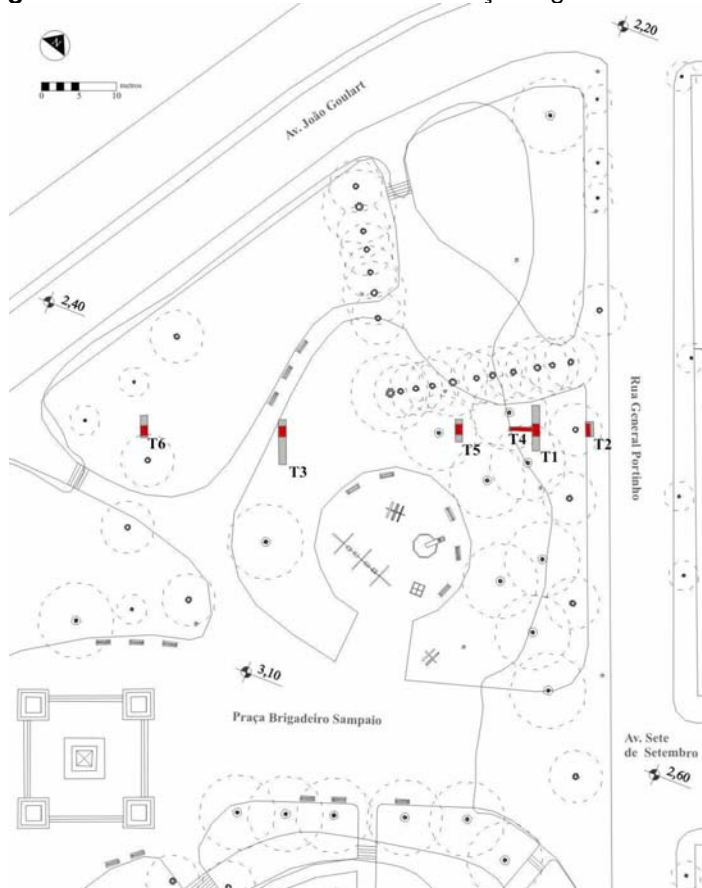 2,20
N
metros
0 5 10
Av. João Goulart
2,40
Rua General Portinho
T6
T3
T5
T4
T1
T2
3,10
Praça Brigadeiro Sampaio
Av. Sete
de Setembro
2,60